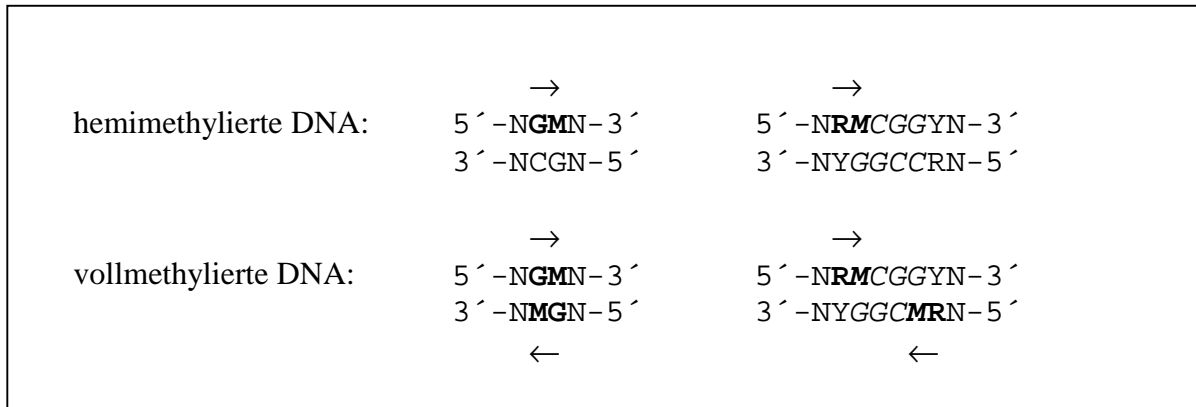 → →
hemimethylierte DNA: 5´-NGMN-3´ 5´-NRMCGGYN-3´
3´-NCGN-5´ 3´-NYGGCCRN-5´
→ →
vollmethylierte DNA: 5´-NGMN-3´ 5´-NRMCGGYN-3´
3´-NMGN-5´ 3´-NYGGCMRN-5´
← ←